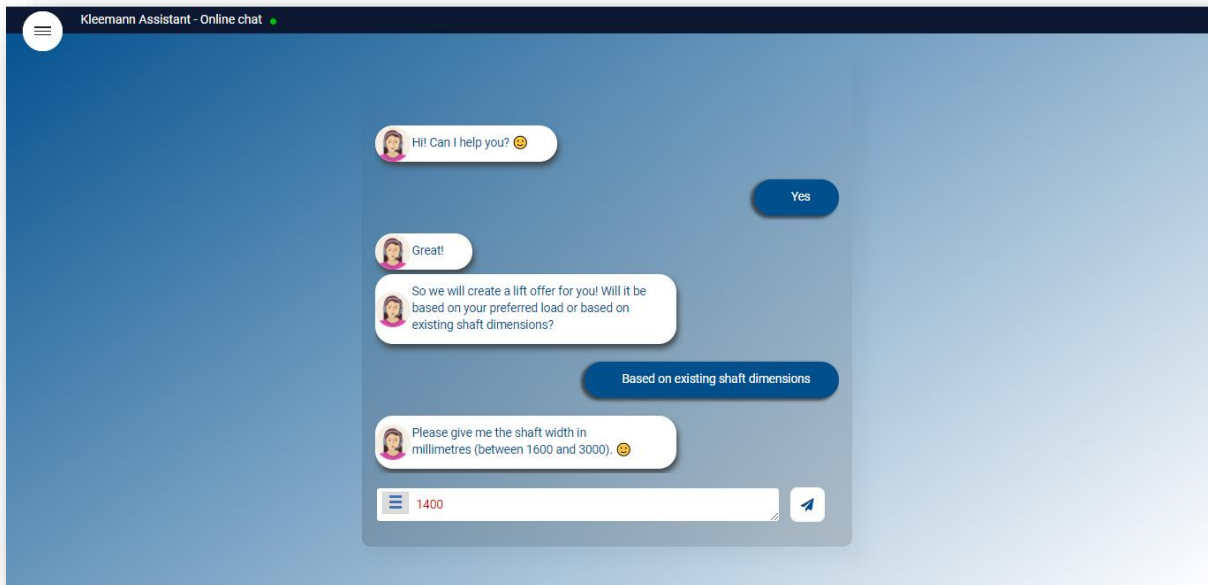 Kleemann Assistant - Online chat
Hi! Can I help you? 🙂
Yes
Great!
So we will create a lift offer for you! Will it be
based on your preferred load or based on
existing shaft dimensions?
Based on existing shaft dimensions
Please give me the shaft width in
millimetres (between 1600 and 3000). 🙂
1400